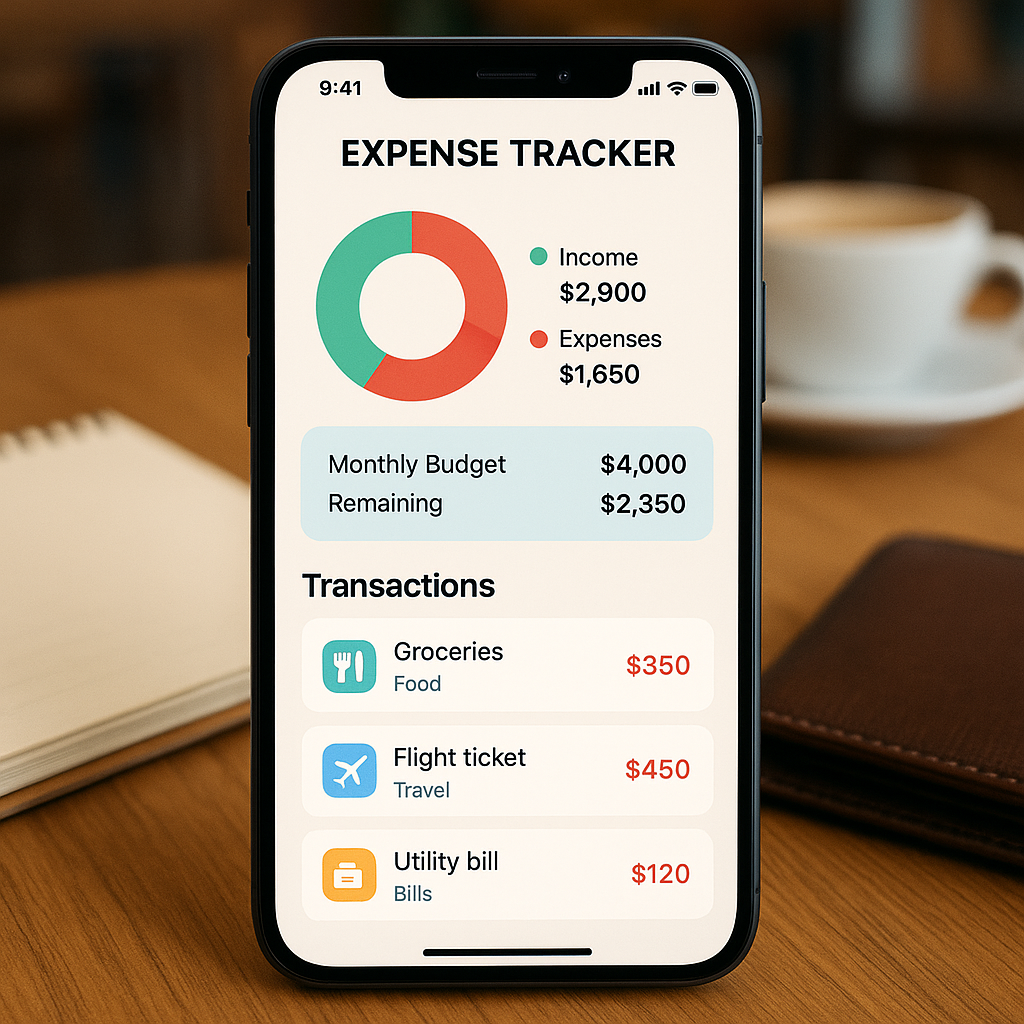 9:41
EXPENSE TRACKER
Income
$2,900
Expenses
$1,650
Monthly Budget $4,000
Remaining $2,350
Transactions
Groceries
$350
Food
Flight ticket
$450
Travel
Utility bill
$120
Bills